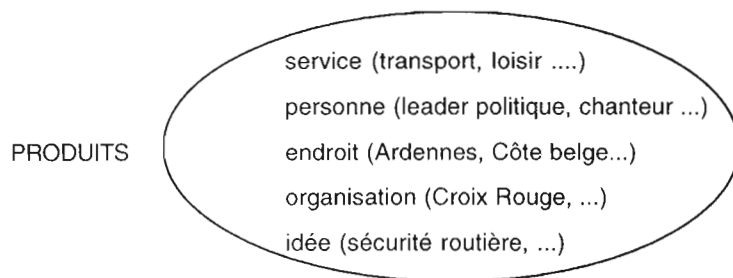 service (transport, loisir ....)
personne (leader politique, chanteur ...)
PRODUITS
endroit (Ardennes, Côte belge...)
organisation (Croix Rouge, ...)
idée (sécurité routière, ...)